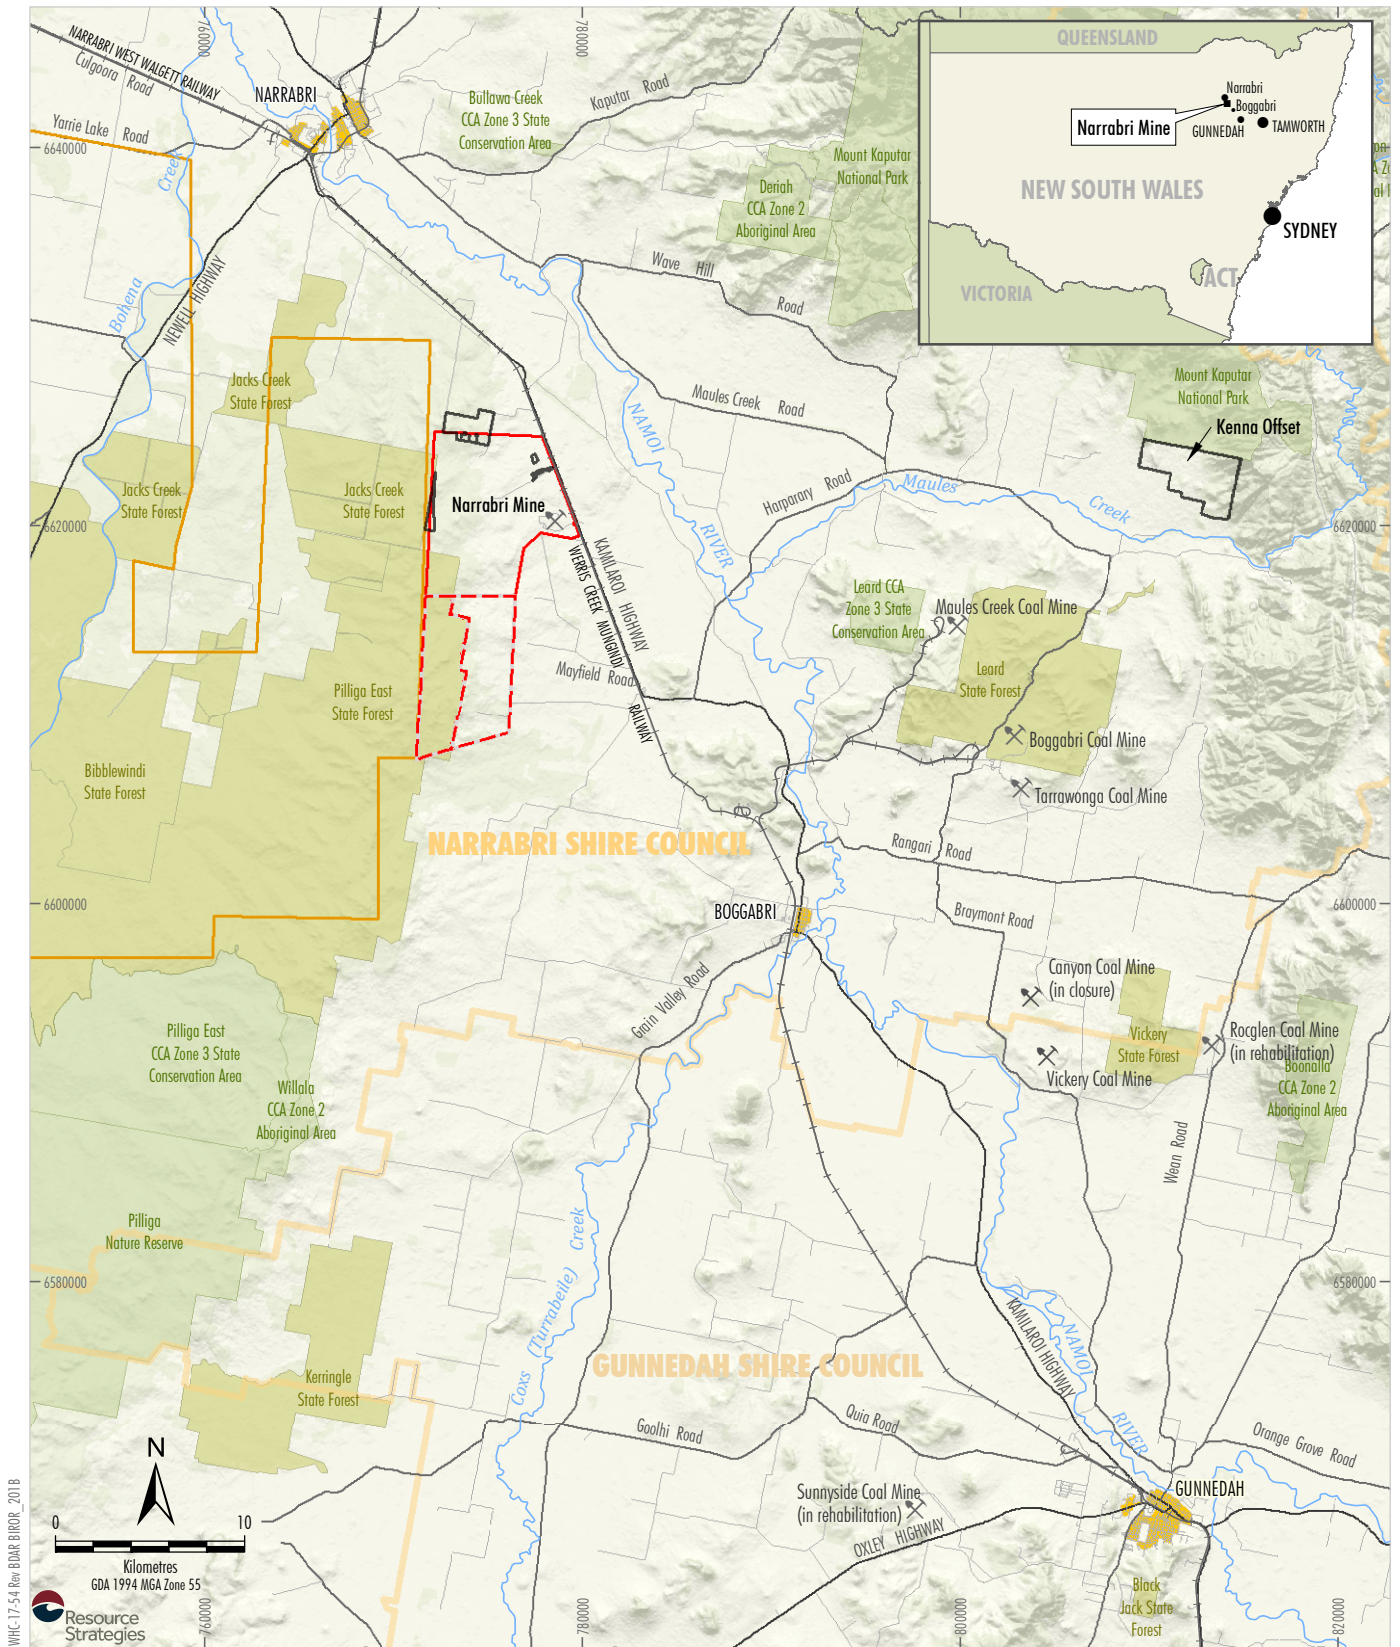 760000
780000
QUEENSLAND
Narrabri
Boggabri
GUNNEDAH
TAMWORTH
Narrabri Mine
NEW SOUTH WALES
SYDNEY
ACT
VICTORIA
NARRABRI WEST WALGETT RAILWAY
Culgoora Road
NARRABRI
Yarrie Lake Road
6640000
Creek
Bohena
NEWELL HIGHWAY
Bullawa Creek
CCA Zone 3 State
Conservation Area
Kaputar Road
Mount Kaputar
National Park
Deriah
CCA Zone 2
Aboriginal Area
Wave Hill
Road
Maules Creek Road
Mount Kaputar
National Park
Kenna Offset
Jacks Creek
State Forest
Jacks Creek
State Forest
Jacks Creek
State Forest
Narrabri Mine
NAMOI
RIVER
Harparary Road
Maules
Creek
6620000
6620000
KAMILAROI HIGHWAY
WERRIS CREEK MUNGINDI
RAILWAY
Mayfield Road
Leard CCA
Zone 3 State
Conservation Area
Maules Creek Coal Mine
Leard
State Forest
Pilliga East
State Forest
Boggabri Coal Mine
Tarrawonga Coal Mine
Bibblewindi
State Forest
NARRABRI SHIRE COUNCIL
Rangari Road
6600000
6600000
BOGGABRI
Braymont Road
Grain Valley Road
Canyon Coal Mine
(in closure)
Vickery
State Forest
Rocglen Coal Mine
(in rehabilitation)
Vickery Coal Mine
Boonalla
CCA Zone 2
Aboriginal Area
Pilliga East
CCA Zone 3 State
Conservation Area
Willala
CCA Zone 2
Aboriginal Area
Wean Road
Pilliga
Nature Reserve
6580000
6580000
Coxs (Turrabeile) Creek
KAMILAROI HIGHWAY
NAMOI
RIVER
GUNNEDAH SHIRE COUNCIL
Kerringle
State Forest
Goolhi Road
Quia Road
Orange Grove Road
GUNNEDAH
Sunnyside Coal Mine
(in rehabilitation)
OXLEY HIGHWAY
Black
Jack State
Forest
N
0
10
Kilometres
GDA 1994 MGA Zone 55
Resource
Strategies
760000
780000
800000
820000
WHC-17-54 Rev BDAR BIROR_201B